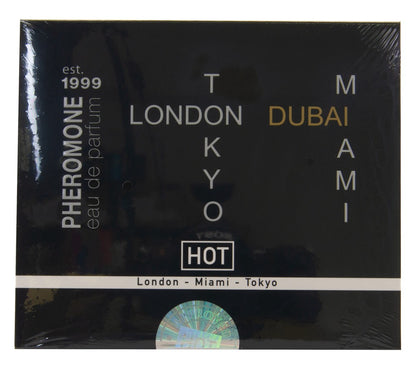 est.
1999
PHEROMONE
eau de parfum
TOKYO
LONDON
DUBAI
MIAMI
HOT
London - Miami - Tokyo